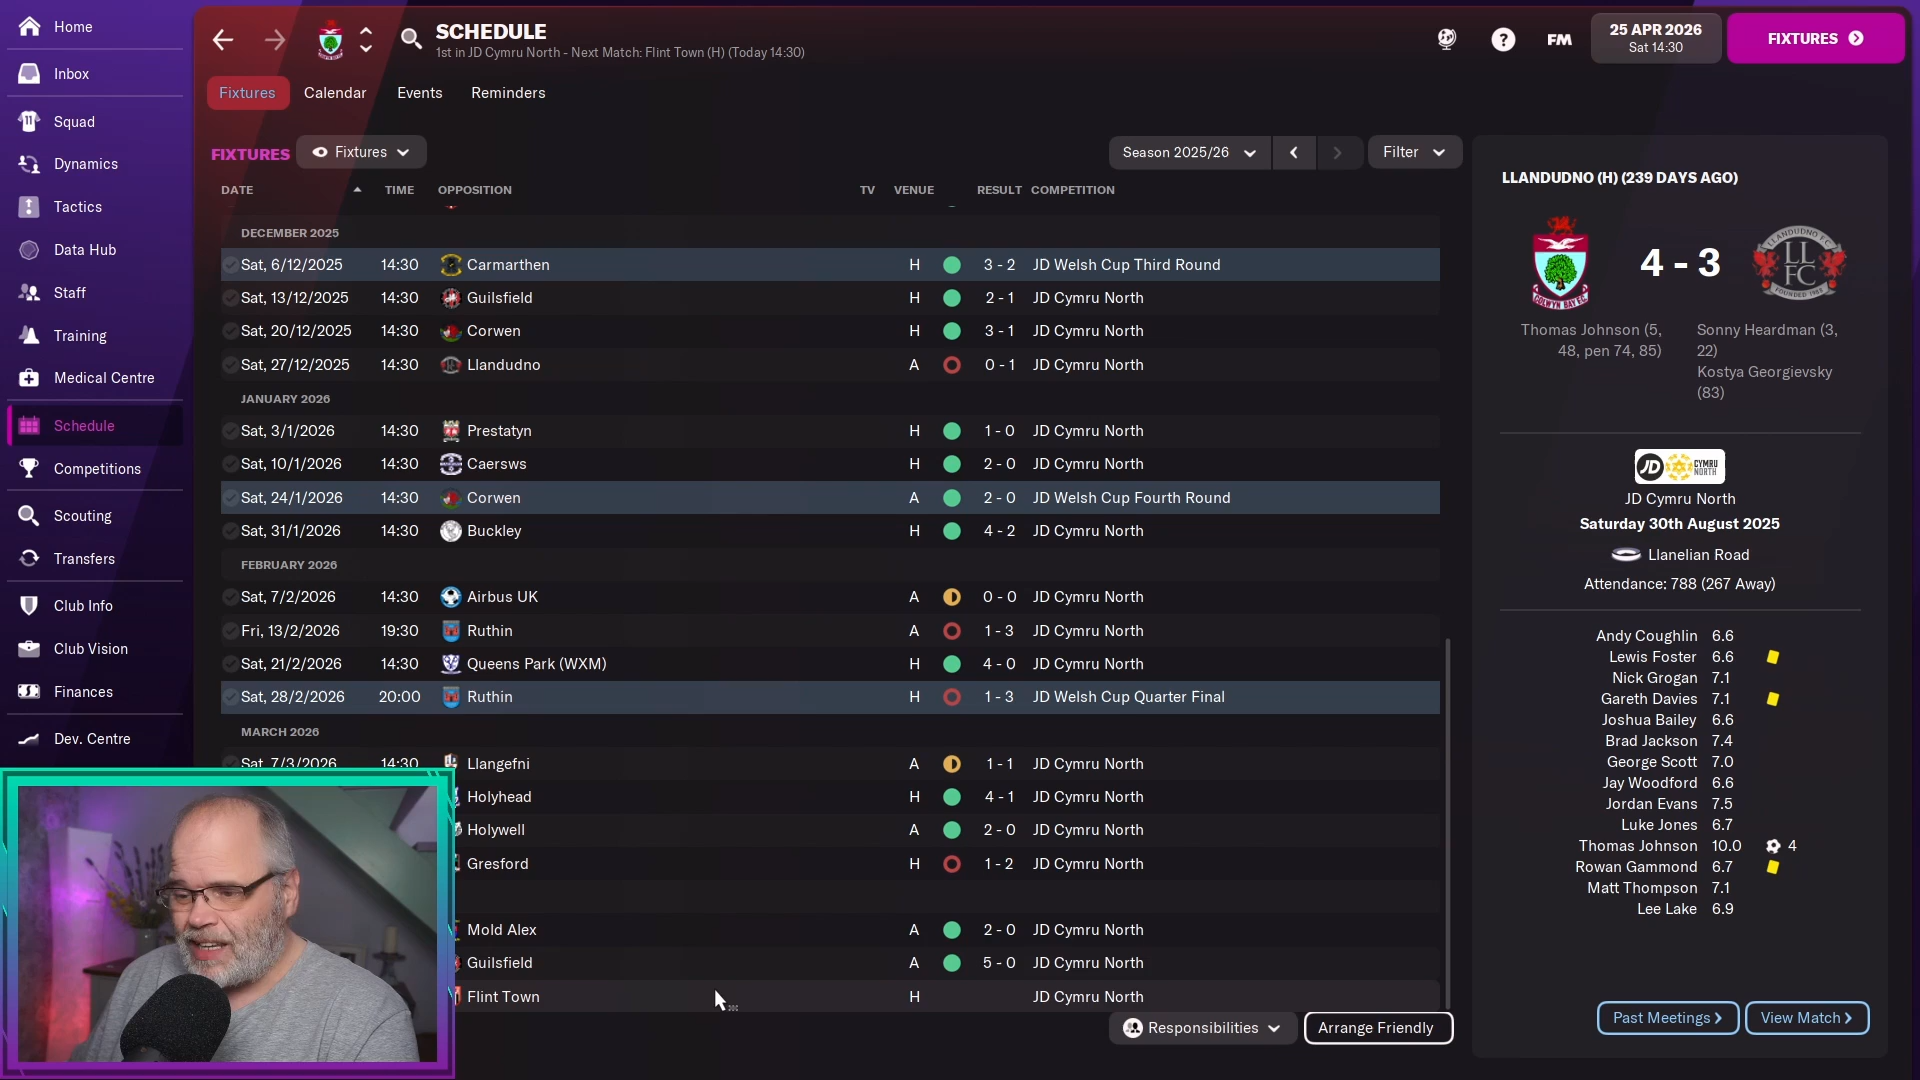 Home
Inbox
Squad
Dynamics
Tactics
Data Hub
Staff
Training
Medical Centre
Schedule
Competitions
Scouting
Transfers
Club Info
Club Vision
Finances
Dev. Centre
SCHEDULE
1st in JD Cymru North - Next Match: Flint Town (H) (Today 14:30)
FM
25 APR 2026
Sat 14:30
FIXTURES
Fixtures Calendar Events Reminders
FIXTURES Fixtures Season 2025/26 Filter
DATE TIME OPPOSITION TV VENUE RESULT COMPETITION
DECEMBER 2025
Sat, 6/12/2025 14:30 Carmarthen H 3 - 2 JD Welsh Cup Third Round
Sat, 13/12/2025 14:30 Guilsfield H 2 - 1 JD Cymru North
Sat, 20/12/2025 14:30 Corwen H 3 - 1 JD Cymru North
Sat, 27/12/2025 14:30 Llandudno A 0 - 1 JD Cymru North
JANUARY 2026
Sat, 3/1/2026 14:30 Prestatyn H 1 - 0 JD Cymru North
Sat, 10/1/2026 14:30 Caersws H 2 - 0 JD Cymru North
Sat, 24/1/2026 14:30 Corwen A 2 - 0 JD Welsh Cup Fourth Round
Sat, 31/1/2026 14:30 Buckley H 4 - 2 JD Cymru North
FEBRUARY 2026
Sat, 7/2/2026 14:30 Airbus UK A 0 - 0 JD Cymru North
Fri, 13/2/2026 19:30 Ruthin A 1 - 3 JD Cymru North
Sat, 21/2/2026 14:30 Queens Park (WXM) H 4 - 0 JD Cymru North
Sat, 28/2/2026 20:00 Ruthin H 1 - 3 JD Welsh Cup Quarter Final
MARCH 2026
Sat, 7/3/2026 14:30 Llangefni A 1 - 1 JD Cymru North
Holyhead H 4 - 1 JD Cymru North
Holywell A 2 - 0 JD Cymru North
Gresford H 1 - 2 JD Cymru North
Mold Alex A 2 - 0 JD Cymru North
Guilsfield A 5 - 0 JD Cymru North
Flint Town H JD Cymru North
Responsibilities Arrange Friendly
LLANDUDNO (H) (239 DAYS AGO)
COLWYN BAY F.C.
4 - 3
LLANDUDNO FC
LL
FC
Thomas Johnson (5,
48, pen 74, 85)
Sonny Heardman (3,
22)
Kostya Georgievsky
(83)
JD CYMRU
NORTH
JD Cymru North
Saturday 30th August 2025
Llanelian Road
Attendance: 788 (267 Away)
Andy Coughlin 6.6
Lewis Foster 6.6
Nick Grogan 7.1
Gareth Davies 7.1
Joshua Bailey 6.6
Brad Jackson 7.4
George Scott 7.0
Jay Woodford 6.6
Jordan Evans 7.5
Luke Jones 6.7
Thomas Johnson 10.0 4
Rowan Gammond 6.7
Matt Thompson 7.1
Lee Lake 6.9
Past Meetings View Match